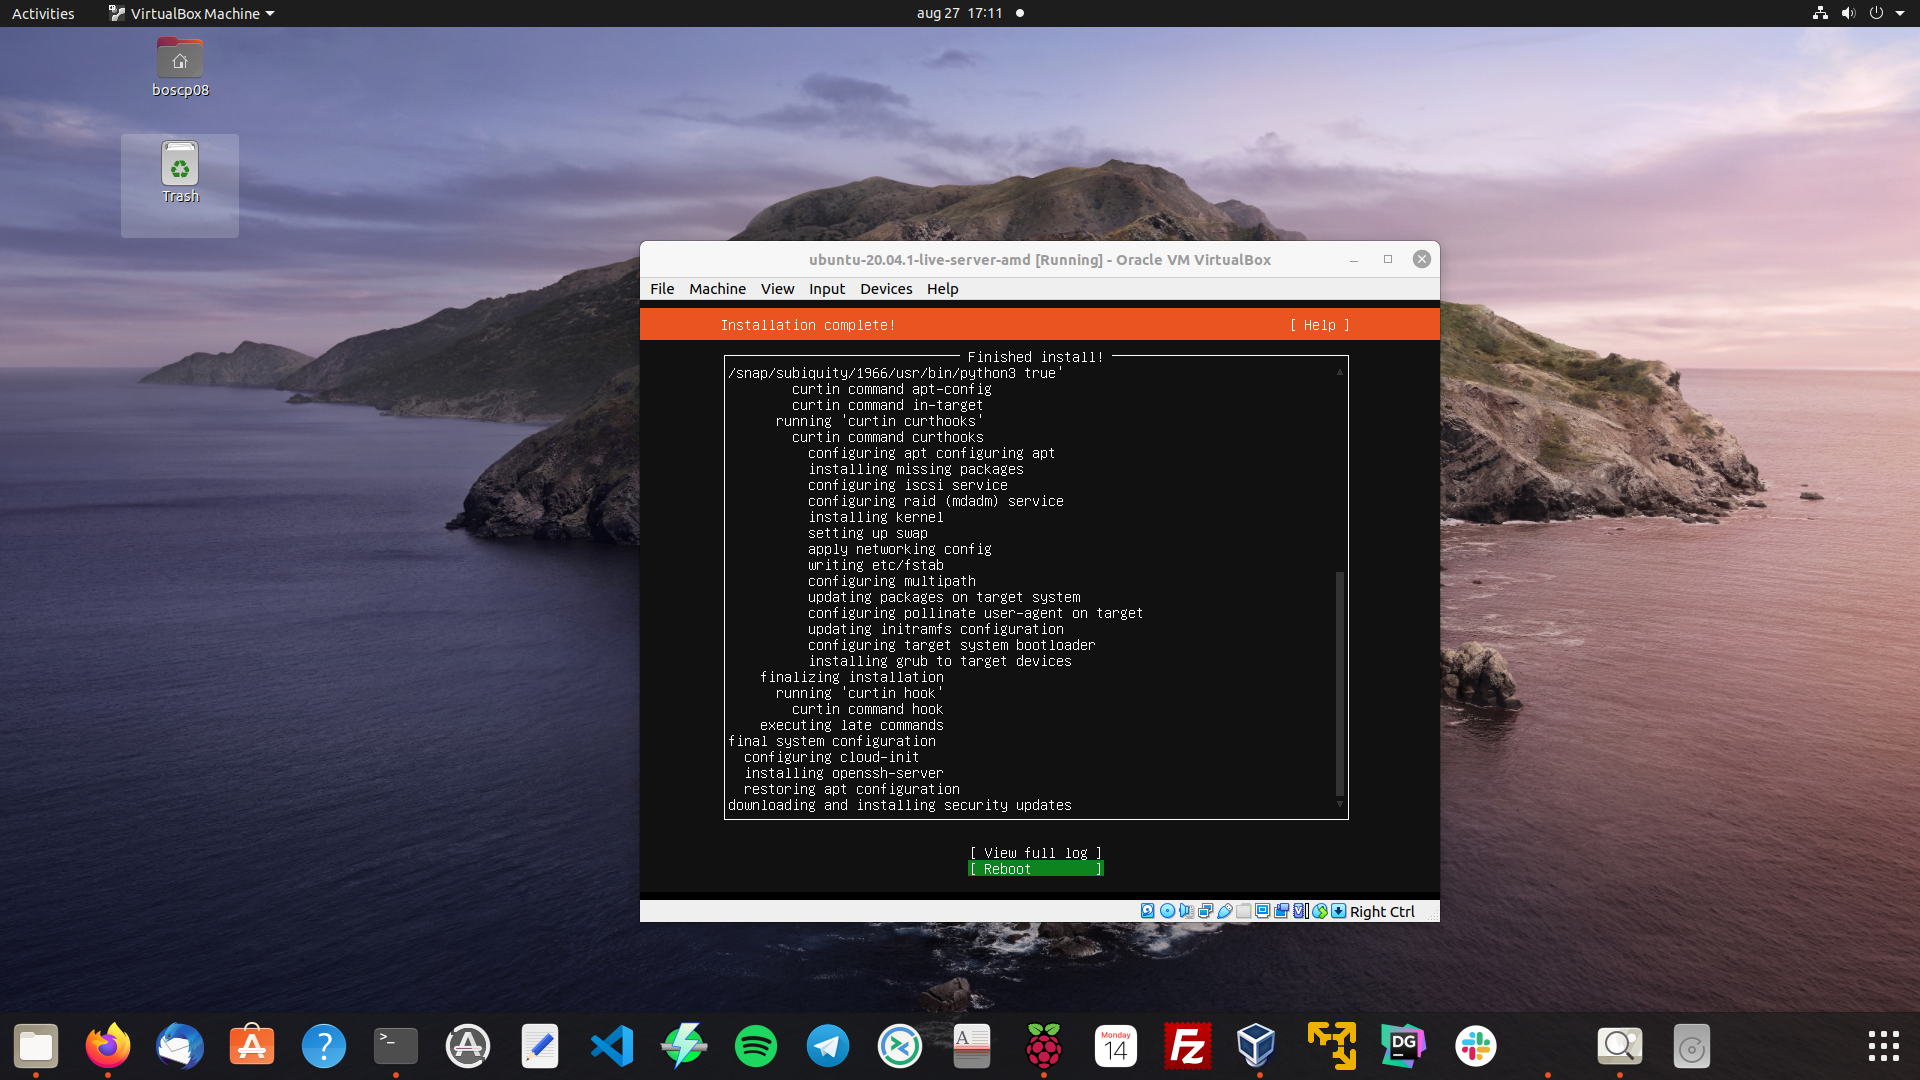 Activities
VirtualBox Machine
aug 27 17:11
boscp08
Trash
ubuntu-20.04.1-live-server-amd [Running] - Oracle VM VirtualBox
File Machine View Input Devices Help
Installation complete! [ Help ]
Finished install!
/snap/subiquity/1966/usr/bin/python3 true'
curtin command apt-config
curtin command in-target
running 'curtin curthooks'
curtin command curthooks
configuring apt configuring apt
installing missing packages
configuring iscsi service
configuring raid (mdadm) service
installing kernel
setting up swap
apply networking config
writing etc/fstab
configuring multipath
updating packages on target system
configuring pollinate user-agent on target
updating initramfs configuration
configuring target system bootloader
installing grub to target devices
finalizing installation
running 'curtin hook'
curtin command hook
executing late commands
final system configuration
configuring cloud-init
installing openssh-server
restoring apt configuration
downloading and installing security updates
[ View full log ]
[ Reboot ]
Right Ctrl
>_
A
Monday
14
Fz
DG